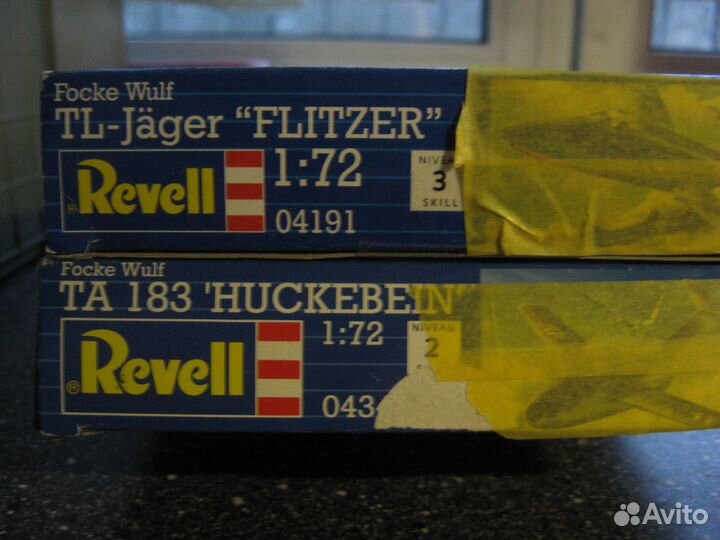 Focke Wulf
TL-Jäger "FLITZER"
Revell
®
1:72
04191
NIVEA
3
SKILL
Focke Wulf
TA 183 'HUCKEBEIN'
Revell
®
1:72
043
NIVEAU
2
Avito